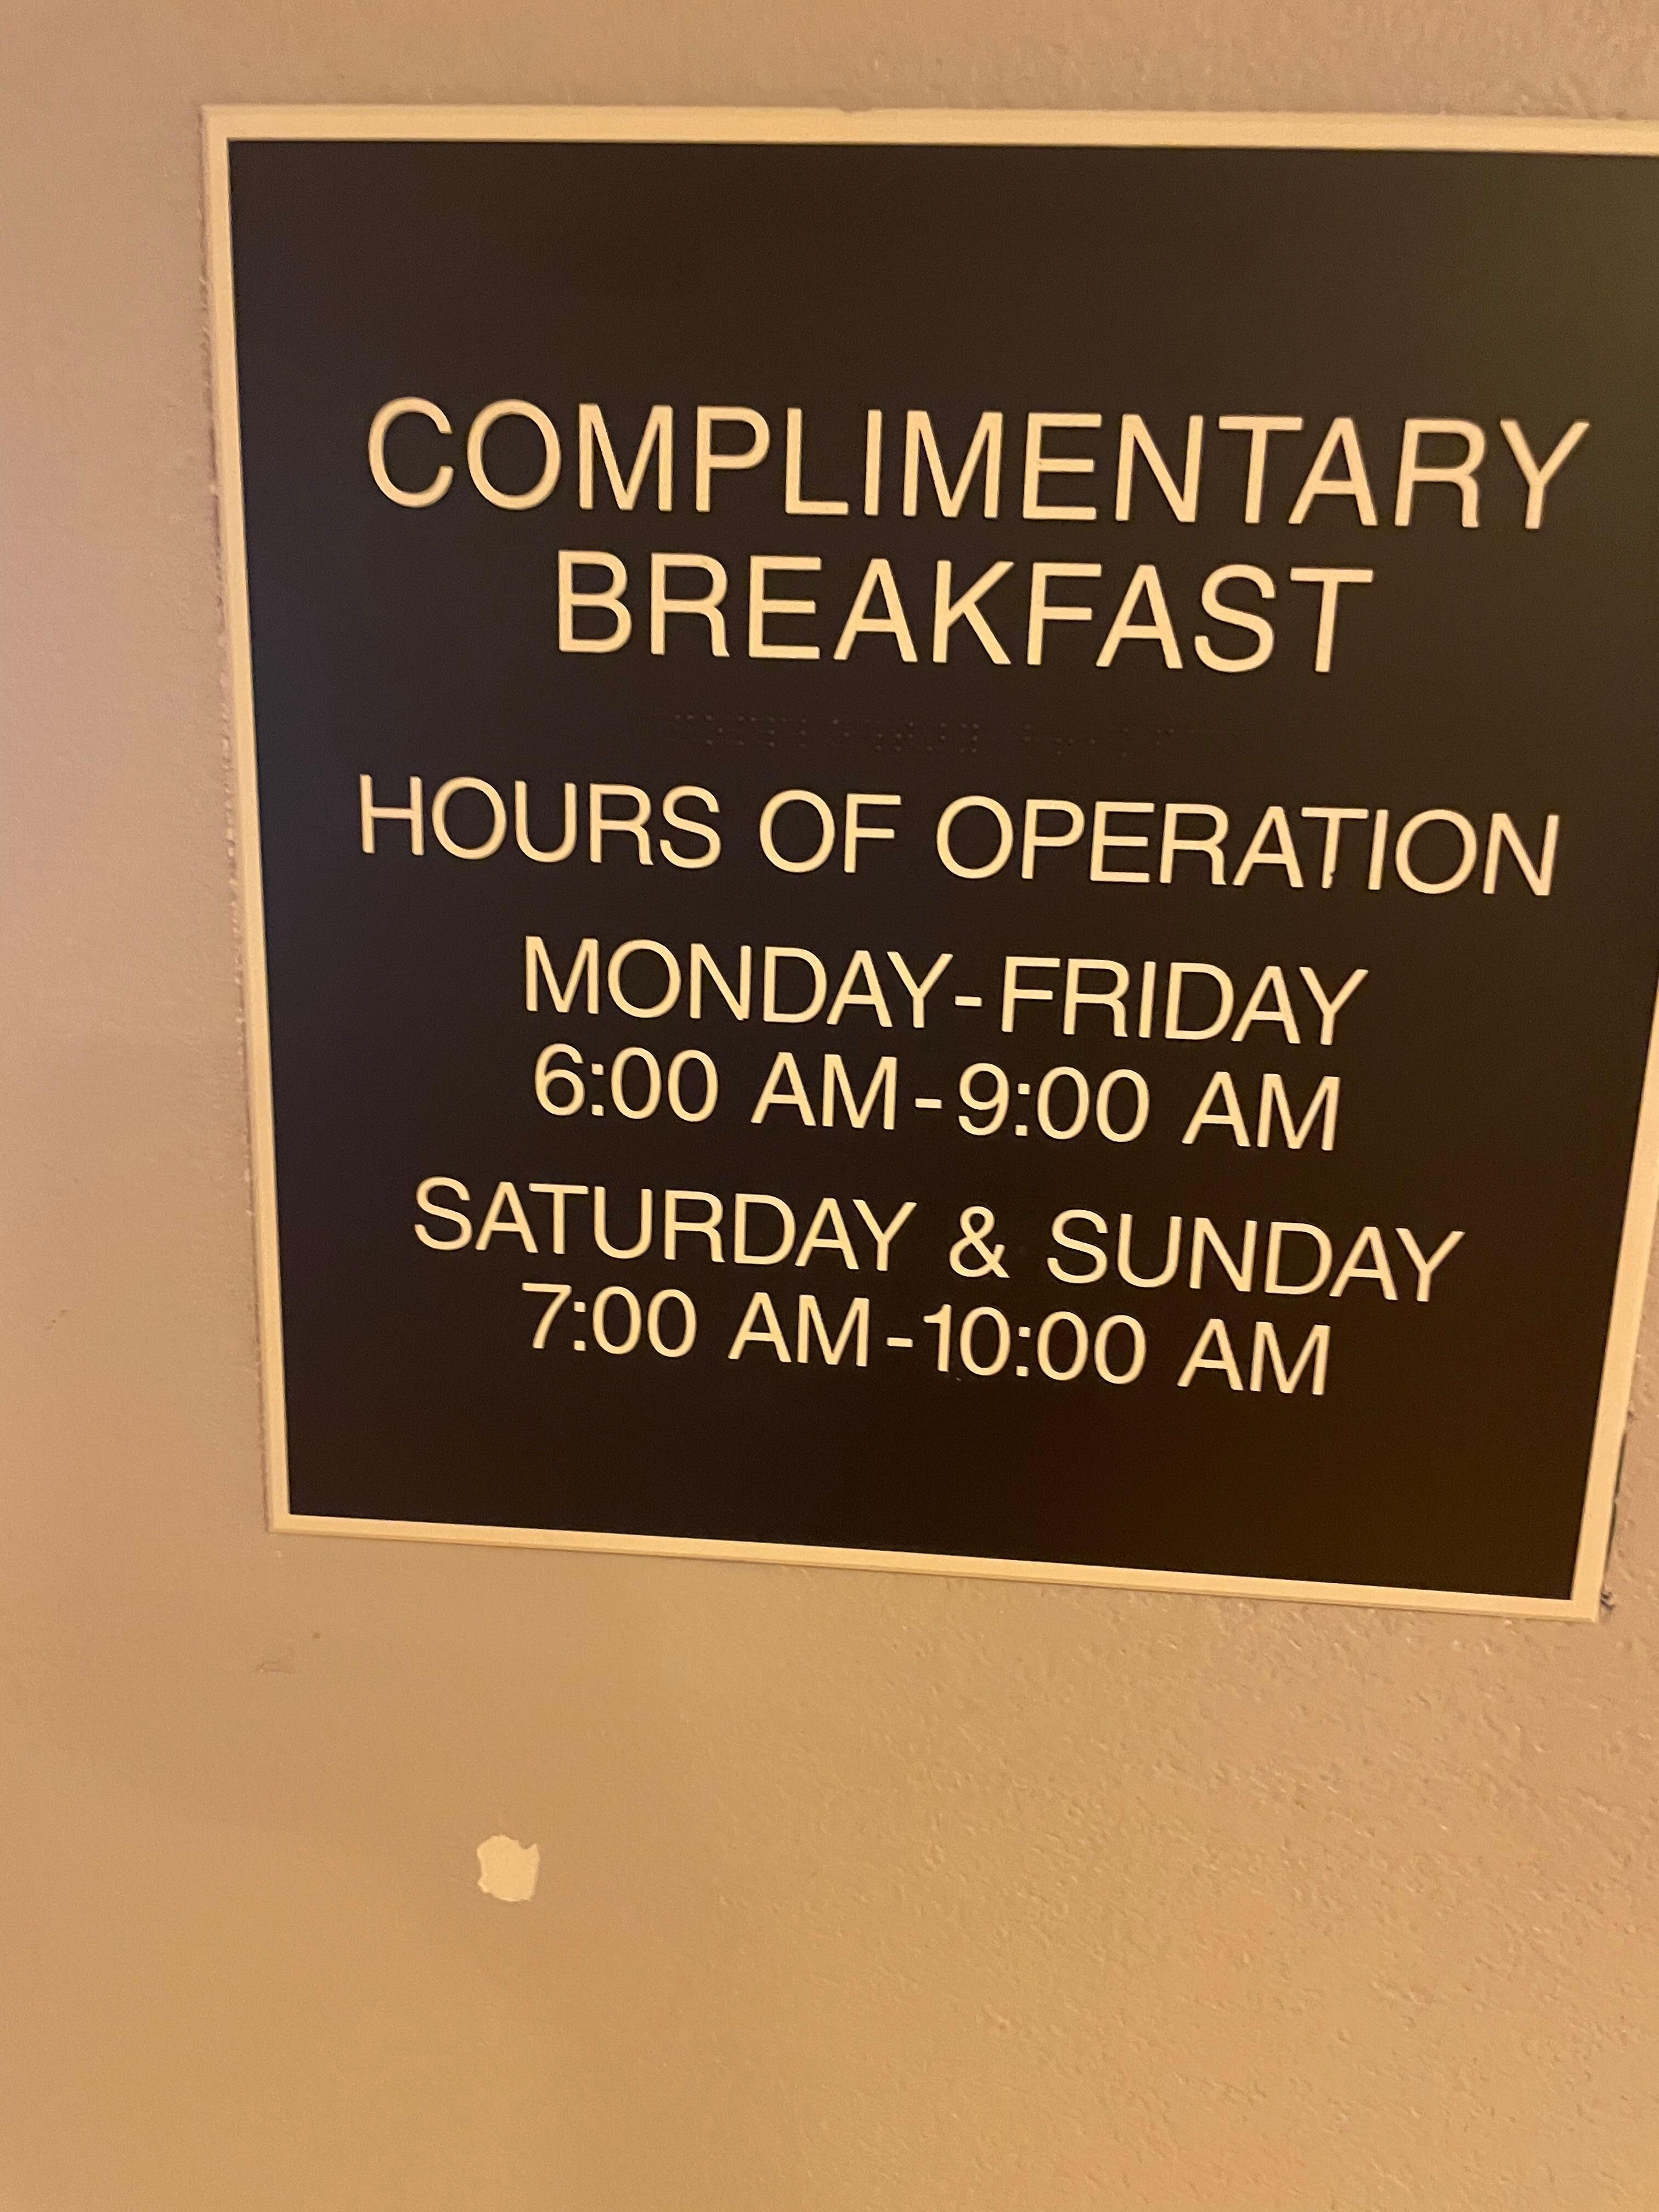 COMPLIMENTARY
BREAKFAST
HOURS OF OPERATION
MONDAY-FRIDAY
6:00 AM-9:00 AM
SATURDAY & SUNDAY
7:00 AM-10:00 AM